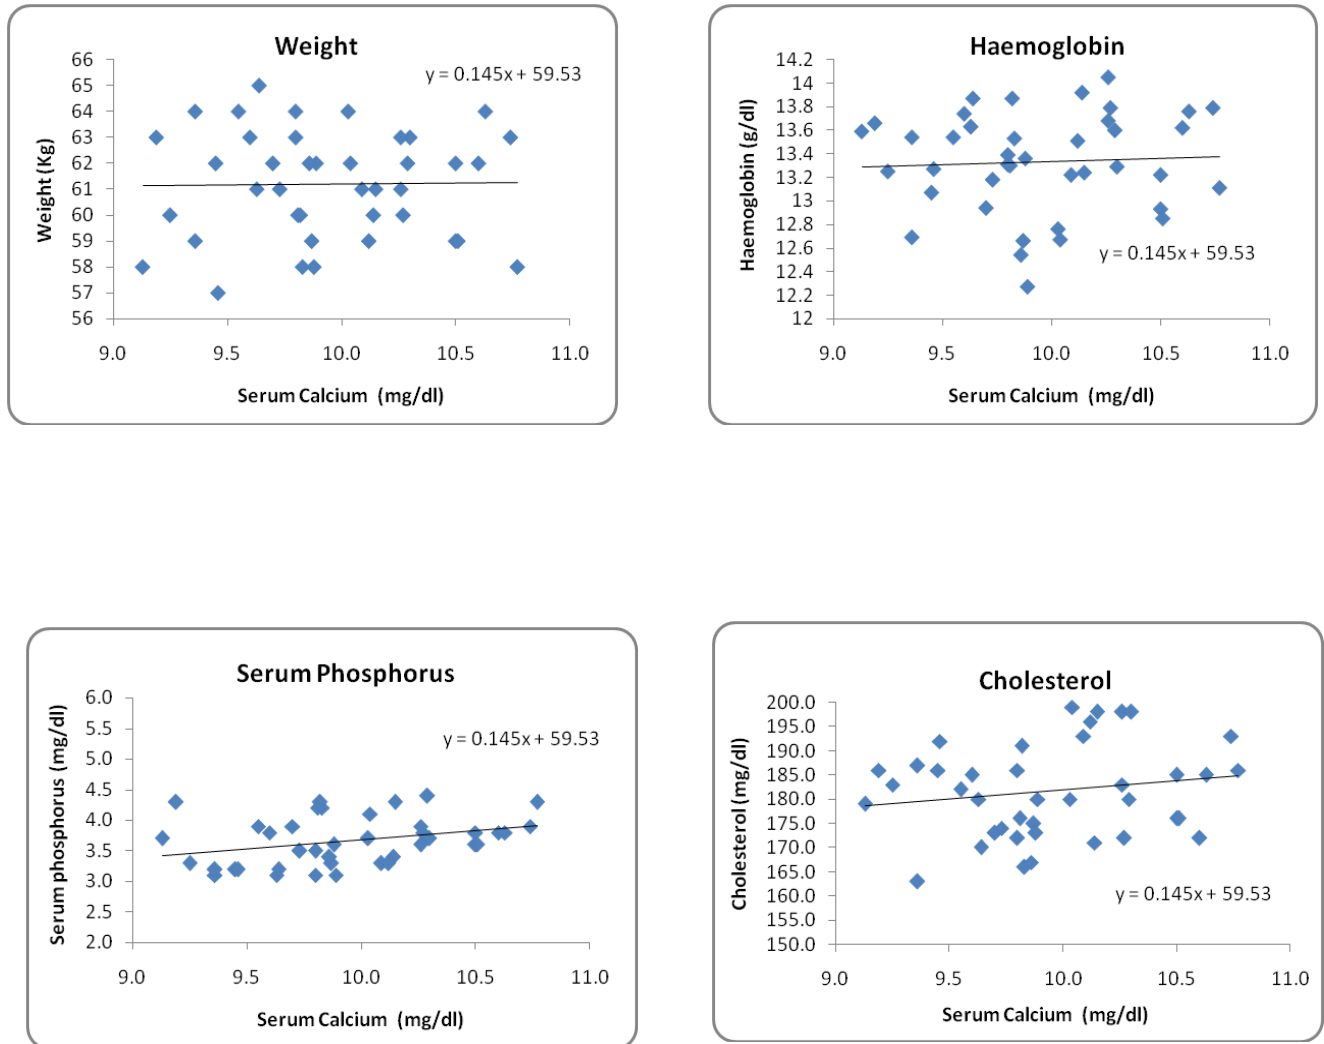 Weight
y = 0.145x + 59.53
Weight (Kg)
66
65
64
63
62
61
60
59
58
57
56
9.0 9.5 10.0 10.5 11.0
Serum Calcium (mg/dl)
Haemoglobin
y = 0.145x + 59.53
Haemoglobin (g/dl)
14.2
14
13.8
13.6
13.4
13.2
13
12.8
12.6
12.4
12.2
12
9.0 9.5 10.0 10.5 11.0
Serum Calcium (mg/dl)
Serum Phosphorus
y = 0.145x + 59.53
Serum phosphorus (mg/dl)
6.0
5.5
5.0
4.5
4.0
3.5
3.0
2.5
2.0
9.0 9.5 10.0 10.5 11.0
Serum Calcium (mg/dl)
Cholesterol
y = 0.145x + 59.53
Cholesterol (mg/dl)
200.0
195.0
190.0
185.0
180.0
175.0
170.0
165.0
160.0
155.0
150.0
9.0 9.5 10.0 10.5 11.0
Serum Calcium (mg/dl)